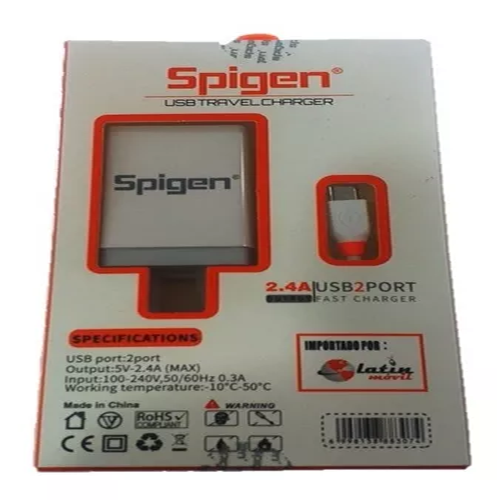 Spigen®
USB TRAVEL CHARGER
Spigen®
2.4A USB2PORT
OUTPUT FAST CHARGER
SPECIFICATIONS
USB port:2port
Output:5V-2.4A (MAX)
Input:100-240V,50/60Hz 0.3A
Working temperature:-10°C-50°C
IMPORTADO POR :
latin
móvil
Made in China
WARNING
RoHS
COMPLIANT
CE